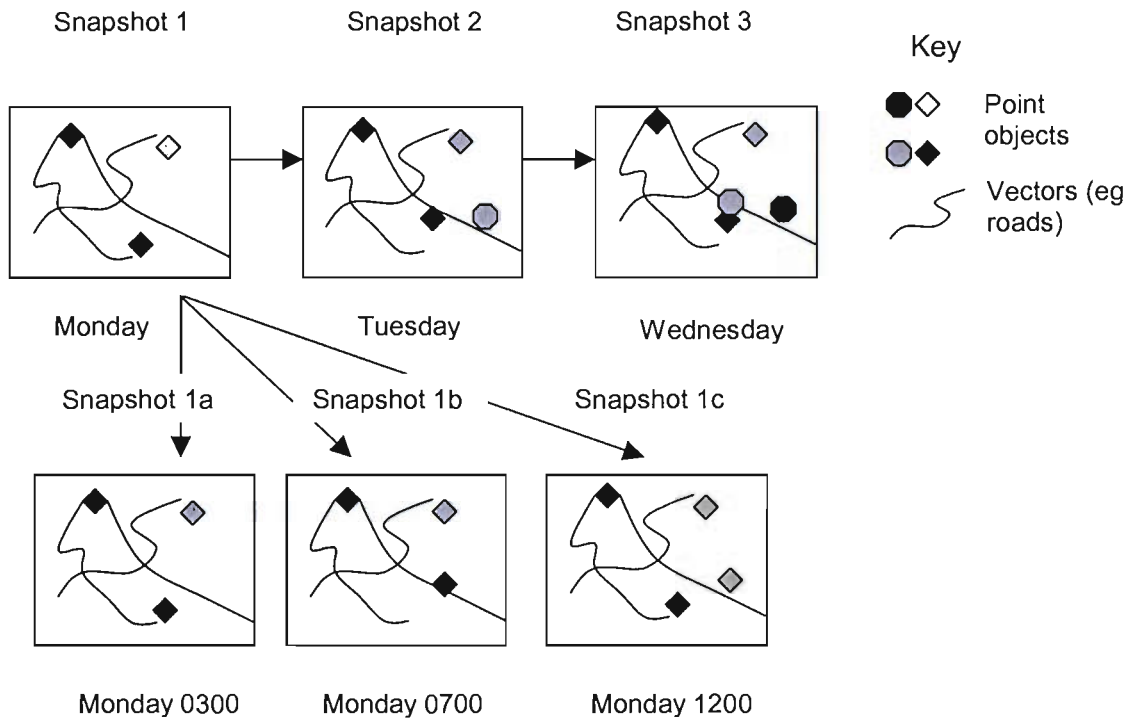 Snapshot 1
Snapshot 2
Snapshot 3
Key
Point
objects
Vectors (eg
roads)
Monday
Tuesday
Wednesday
Snapshot 1a
Snapshot 1b
Snapshot 1c
Monday 0300
Monday 0700
Monday 1200